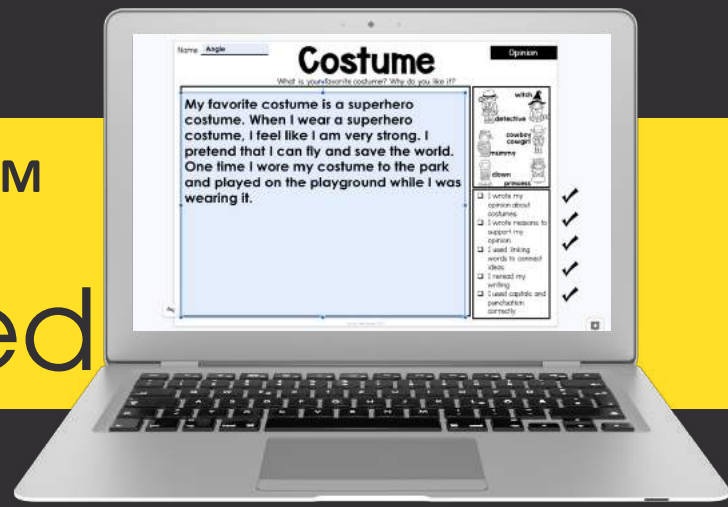 Name Angle
Costume
Opinion
What is your favorite costume? Why do you like it?
My favorite costume is a superhero
costume. When I wear a superhero
costume, I feel like I am very strong. I
pretend that I can fly and save the world.
One time I wore my costume to the park
and played on the playground while I was
wearing it.
witch
detective
cowboy
cowgirl
mummy
clown
princess
I wrote my
opinion about
costumes.
I wrote reasons to
support my
opinion.
I used linking
words to connect
ideas.
I reread my
writing.
I used capitals and
punctuation
correctly.
M
ed